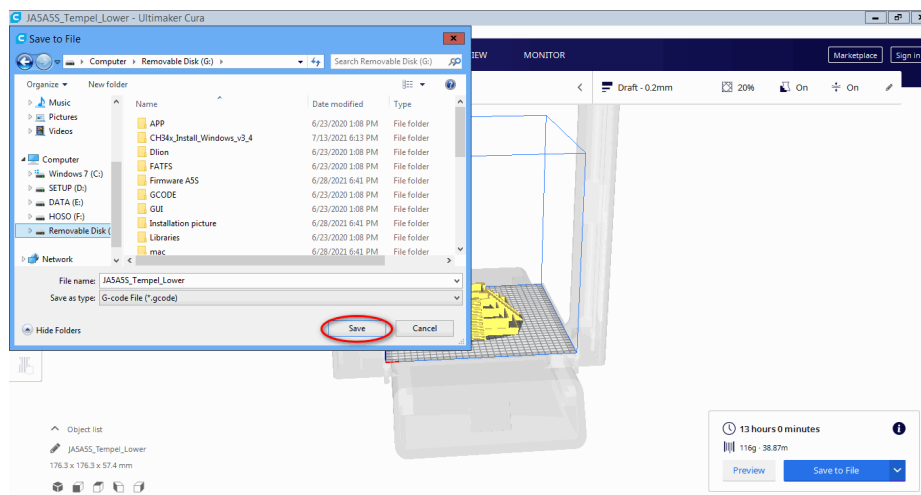 JA5A5S_Tempel_Lower - Ultimaker Cura
Save to File
Computer Removable Disk (G:)
Search Removable Disk (G:)
IEW MONITOR
Marketplace Sign in
Organize New folder
Draft - 0.2mm 20% On On
Music
Pictures
Videos
Computer
Windows 7 (C:)
SETUP (D:)
DATA (E:)
HOSO (F:)
Removable Disk (
Network
Name Date modified Type
APP 6/23/2020 1:08 PM File folder
CH34x_Install_Windows_v3_4 7/13/2021 6:13 PM File folder
Dlion 6/23/2020 1:08 PM File folder
FATFS 6/23/2020 1:08 PM File folder
Firmware A5S 6/28/2021 6:41 PM File folder
GCODE 6/23/2020 1:08 PM File folder
GUI 6/23/2020 1:08 PM File folder
Installation picture 6/28/2021 6:41 PM File folder
Libraries 6/23/2020 1:08 PM File folder
mac 6/28/2021 6:41 PM File folder
File name: JA5A5S_Tempel_Lower
Save as type: G-code File (*.gcode)
Hide Folders Save Cancel
Object list
JA5A5S_Tempel_Lower
176.3 x 176.3 x 57.4 mm
13 hours 0 minutes
116g · 38.87m
Preview Save to File